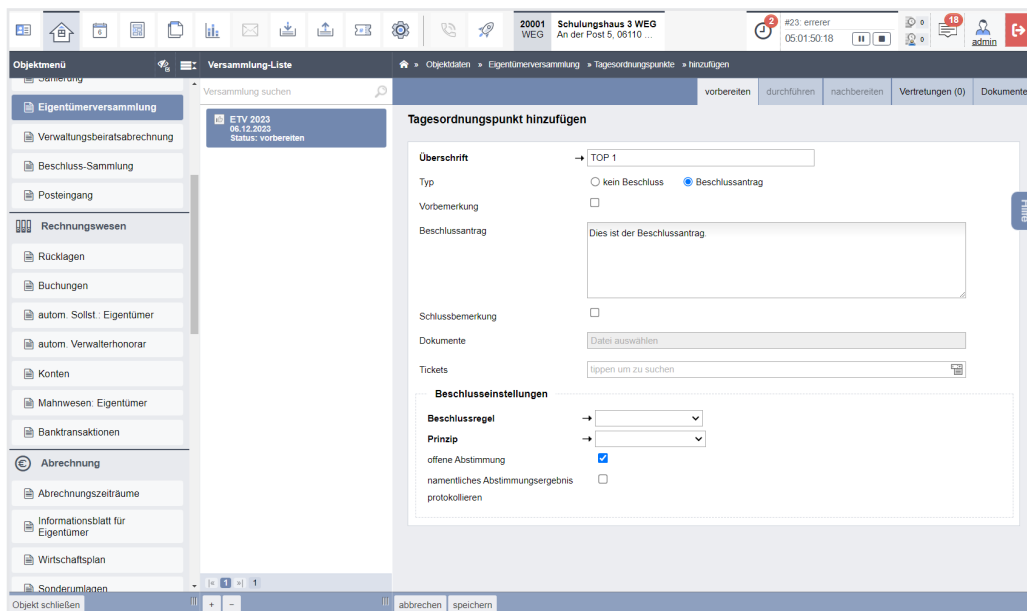 6
20001
WEG
Schulungshaus 3 WEG
An der Post 5, 06110 ...
2
#23: errerer
05:01:50:18
0
0
18
admin
Objektmenü
Versammlung-Liste
» Objektdaten » Eigentümerversammlung » Tagesordnungspunkte » hinzufügen
Sanierung
Eigentümerversammlung
Verwaltungsbeiratsabrechnung
Beschluss-Sammlung
Posteingang
Rechnungswesen
Rücklagen
Buchungen
autom. Sollst.: Eigentümer
autom. Verwalterhonorar
Konten
Mahnwesen: Eigentümer
Banktransaktionen
Abrechnung
Abrechnungszeiträume
Informationsblatt für
Eigentümer
Wirtschaftsplan
Sonderumlagen
Objekt schließen
Versammlung suchen
ETV 2023
06.12.2023
Status: vorbereiten
|« 1 »| 1
+ −
vorbereiten durchführen nachbereiten Vertretungen (0) Dokumente
Tagesordnungspunkt hinzufügen
Überschrift → TOP 1
Typ kein Beschluss Beschlussantrag
Vorbemerkung
Beschlussantrag Dies ist der Beschlussantrag.
Schlussbemerkung
Dokumente Datei auswählen
Tickets tippen um zu suchen
Beschlusseinstellungen
Beschlussregel →
Prinzip →
offene Abstimmung
namentliches Abstimmungsergebnis
protokollieren
Hilfe
abbrechen speichern